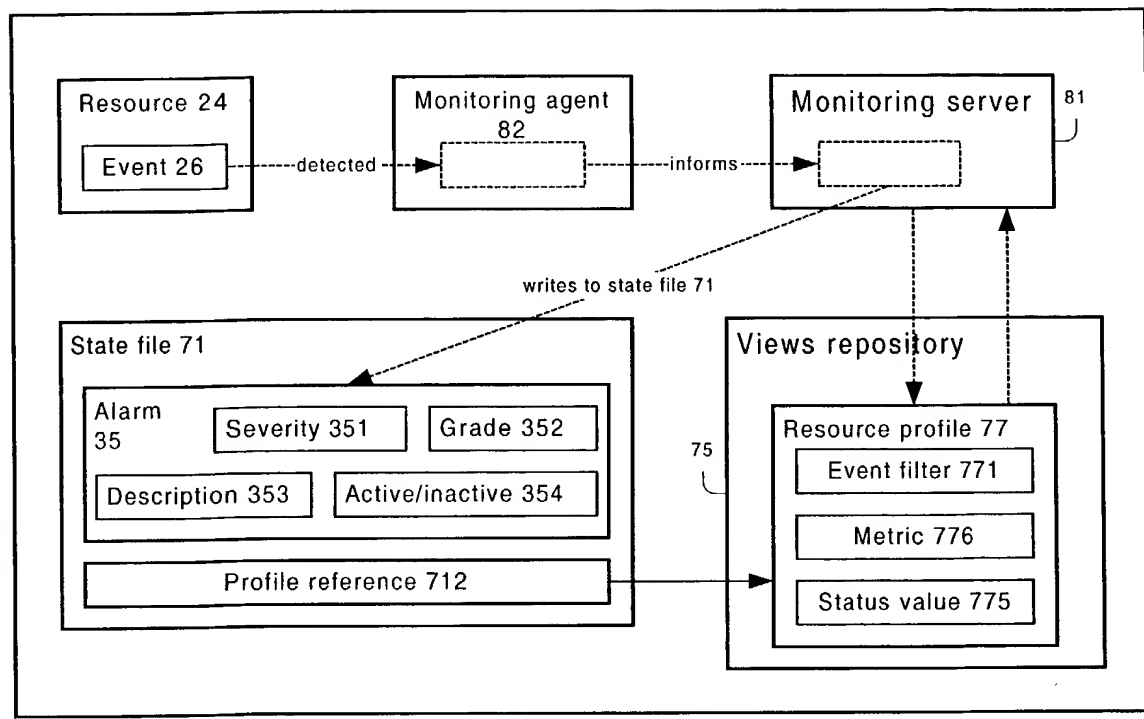 Resource 24
Event 26
detected
Monitoring agent
82
informs
Monitoring server
81
writes to state file 71
State file 71
Alarm
35
Severity 351
Grade 352
Description 353
Active/inactive 354
Profile reference 712
Views repository
75
Resource profile 77
Event filter 771
Metric 776
Status value 775